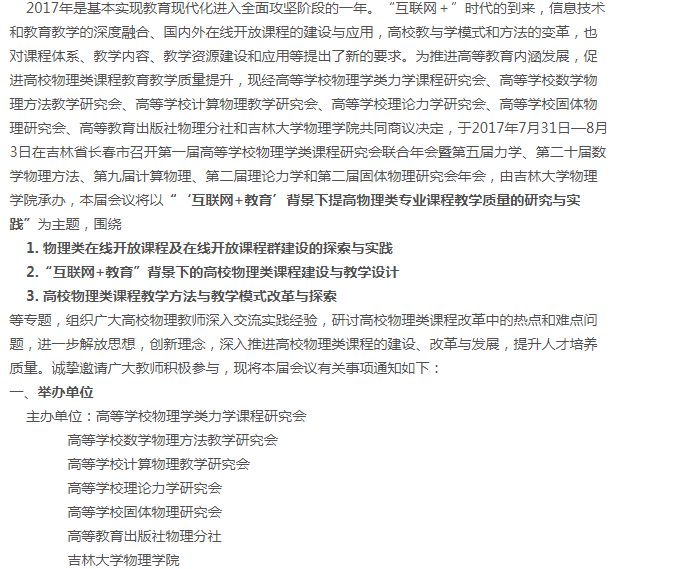 2017年是基本实现教育现代化进入全面攻坚阶段的一年。“互联网＋”时代的到来，信息技术
和教育教学的深度融合、国内外在线开放课程的建设与应用，高校教与学模式和方法的变革，也
对课程体系、教学内容、教学资源建设和应用等提出了新的要求。为推进高等教育内涵发展，促
进高校物理类课程教育教学质量提升，现经高等学校物理学类力学课程研究会、高等学校数学物
理方法教学研究会、高等学校计算物理教学研究会、高等学校理论力学研究会、高等学校固体物
理研究会、高等教育出版社物理分社和吉林大学物理学院共同商议决定，于2017年7月31日—8月
3日在吉林省长春市召开第一届高等学校物理学类课程研究会联合年会暨第五届力学、第二十届数
学物理方法、第九届计算物理、第二届理论力学和第二届固体物理研究会年会，由吉林大学物理
学院承办，本届会议将以“‘互联网+教育’背景下提高物理类专业课程教学质量的研究与实
践”为主题，围绕
1. 物理类在线开放课程及在线开放课程群建设的探索与实践
2.“互联网+教育”背景下的高校物理类课程建设与教学设计
3. 高校物理类课程教学方法与教学模式改革与探索
等专题，组织广大高校物理教师深入交流实践经验，研讨高校物理类课程改革中的热点和难点问
题，进一步解放思想，创新理念，深入推进高校物理类课程的建设、改革与发展，提升人才培养
质量。诚挚邀请广大教师积极参与，现将本届会议有关事项通知如下：
一、举办单位
主办单位：高等学校物理学类力学课程研究会
高等学校数学物理方法教学研究会
高等学校计算物理教学研究会
高等学校理论力学研究会
高等学校固体物理研究会
高等教育出版社物理分社
吉林大学物理学院